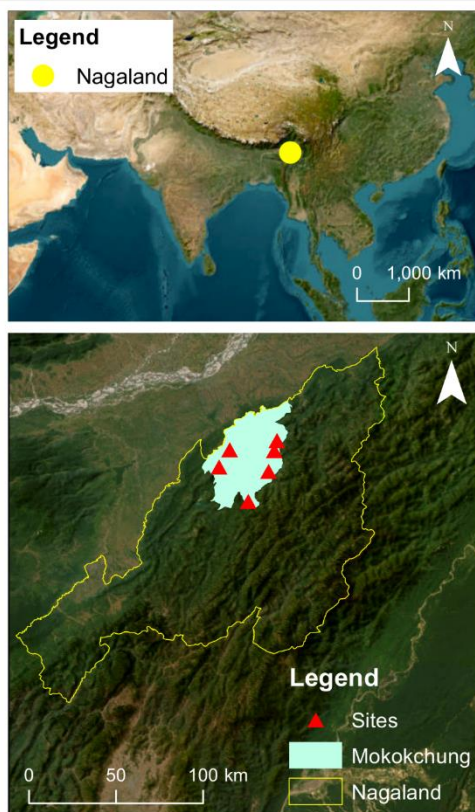 Legend
Nagaland
N
0 1,000 km
N
Legend
Sites
Mokokchung
Nagaland
0 50 100 km